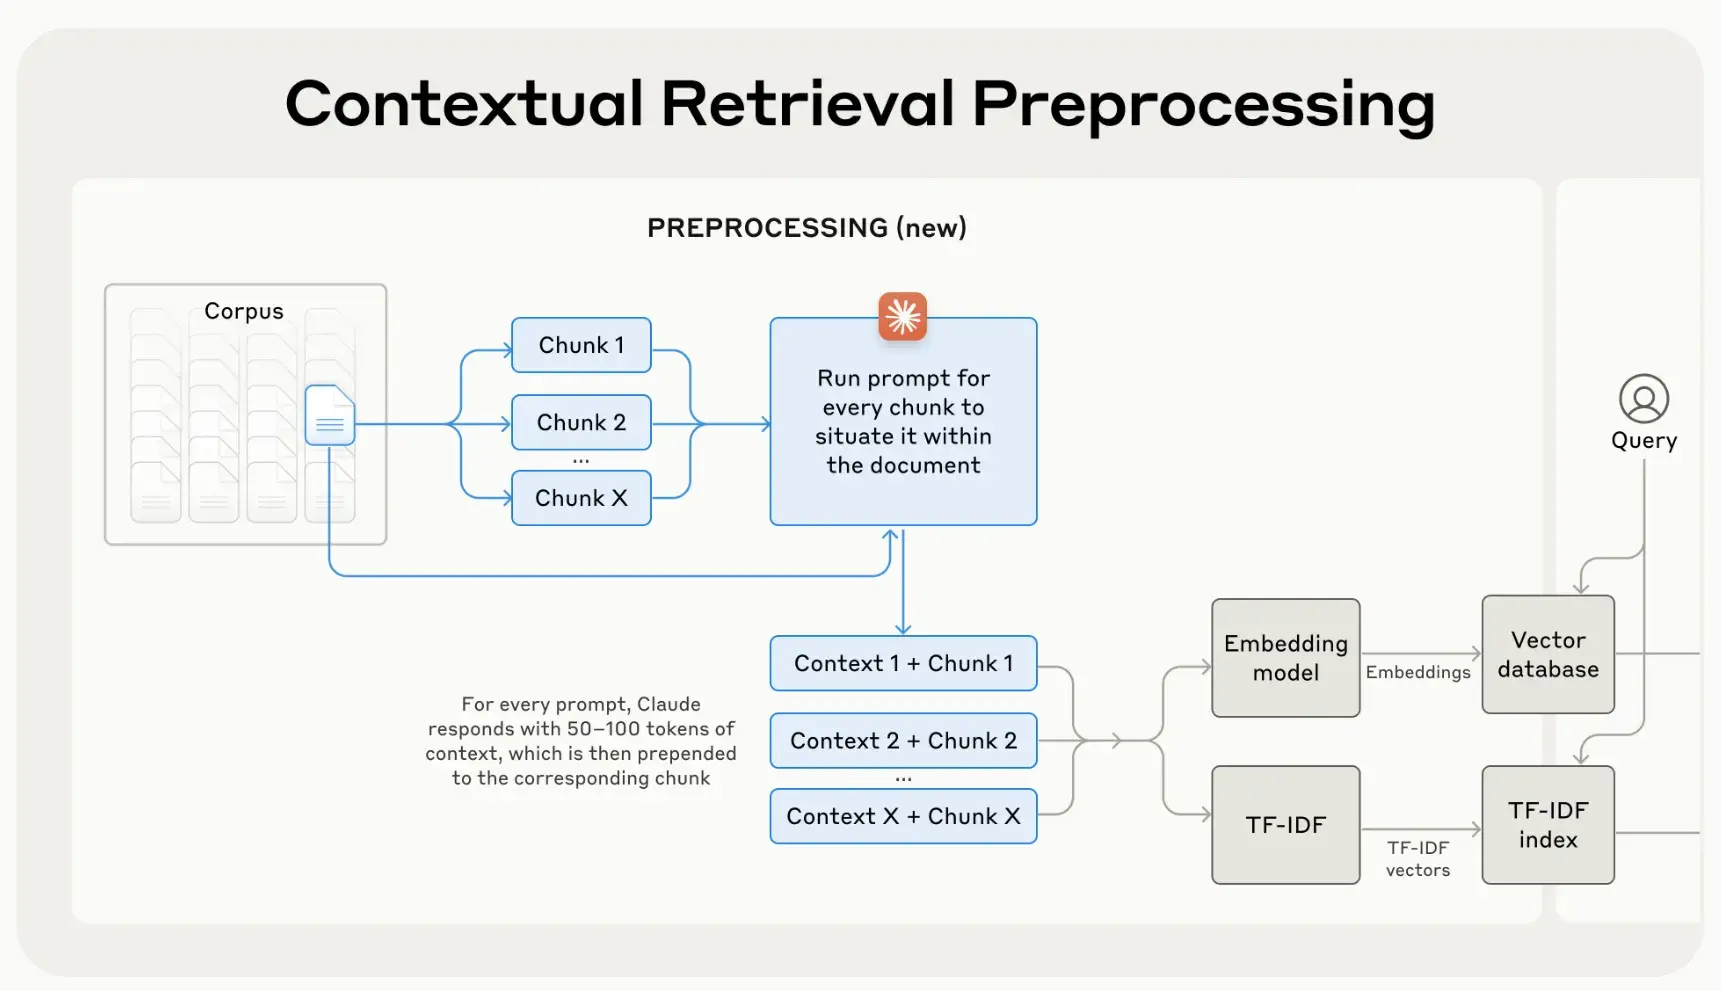 Contextual Retrieval Preprocessing
PREPROCESSING (new)
Corpus
Chunk 1
Chunk 2
...
Chunk X
Run prompt for
every chunk to
situate it within
the document
Query
For every prompt, Claude
responds with 50–100 tokens of
context, which is then prepended
to the corresponding chunk
Context 1 + Chunk 1
Context 2 + Chunk 2
...
Context X + Chunk X
Embedding
model
Embeddings
Vector
database
TF-IDF
TF-IDF
vectors
TF-IDF
index